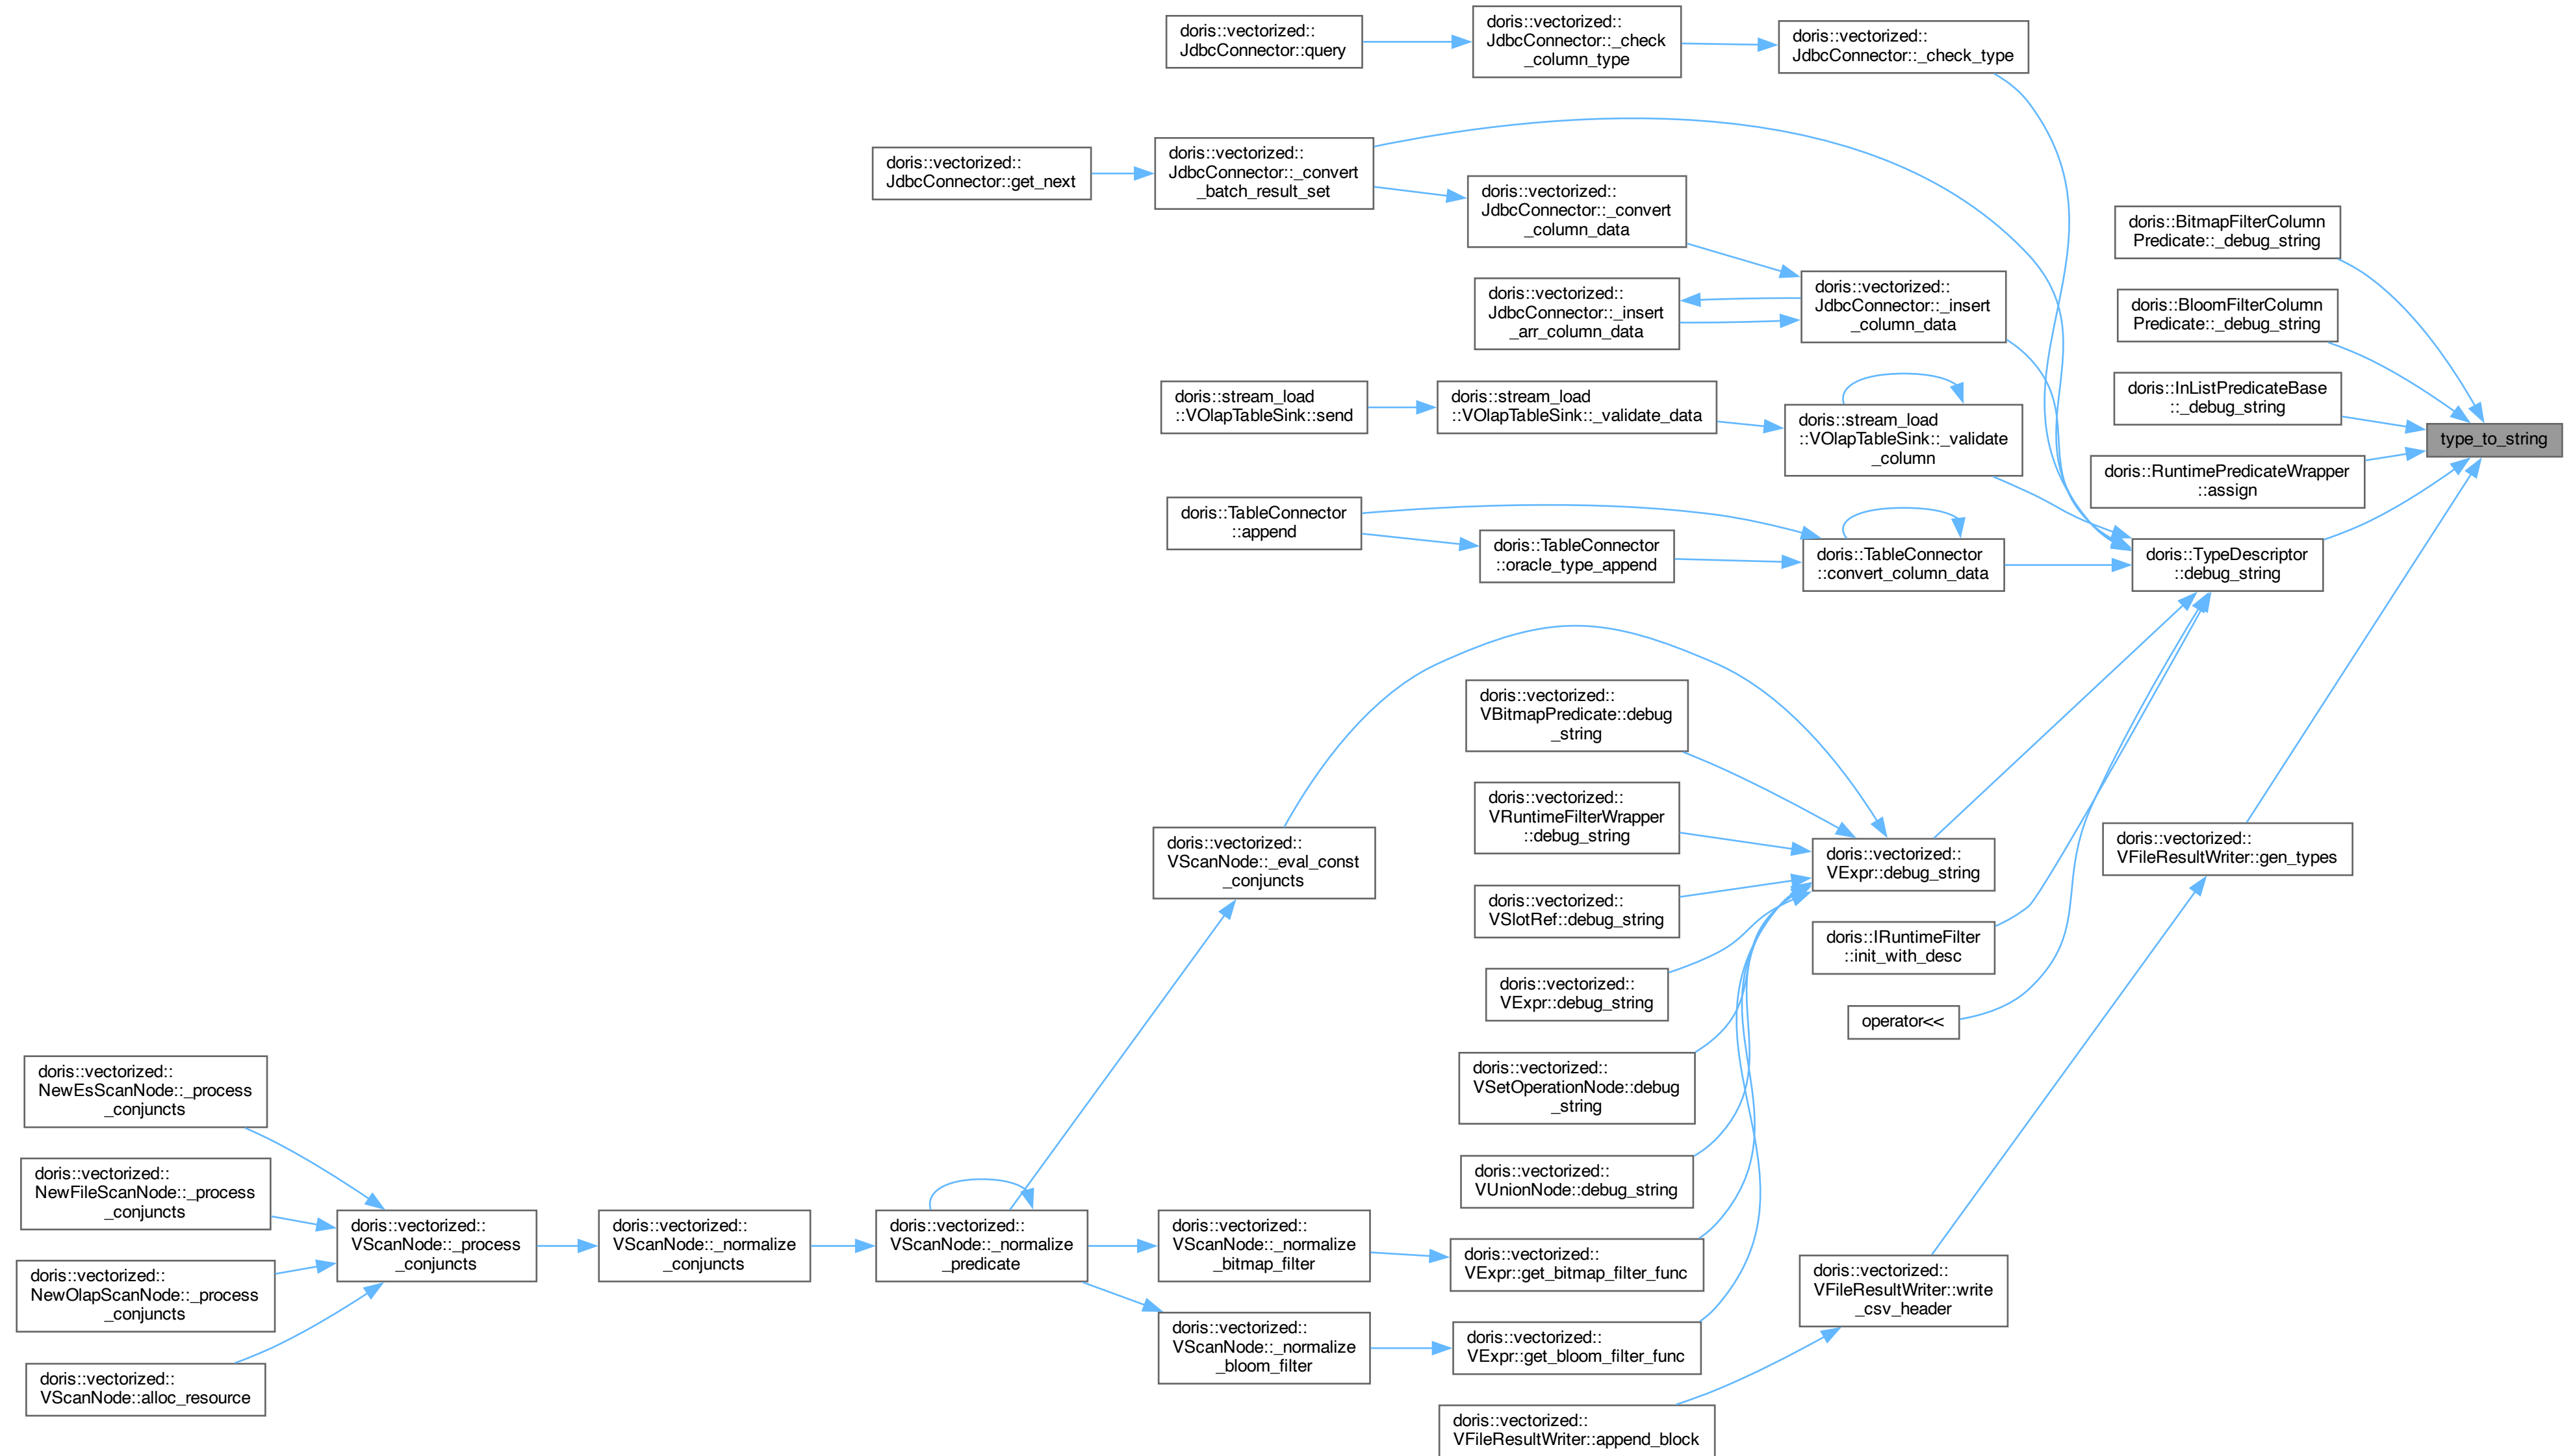 doris::vectorized::
JdbcConnector::query
doris::vectorized::
JdbcConnector::_check
_column_type
doris::vectorized::
JdbcConnector::_check_type
doris::vectorized::
JdbcConnector::get_next
doris::vectorized::
JdbcConnector::_convert
_batch_result_set
doris::vectorized::
JdbcConnector::_convert
_column_data
doris::BitmapFilterColumn
Predicate::_debug_string
doris::vectorized::
JdbcConnector::_insert
_arr_column_data
doris::vectorized::
JdbcConnector::_insert
_column_data
doris::BloomFilterColumn
Predicate::_debug_string
doris::stream_load
::VOlapTableSink::send
doris::stream_load
::VOlapTableSink::_validate_data
doris::stream_load
::VOlapTableSink::_validate
_column
doris::InListPredicateBase
::_debug_string
type_to_string
doris::RuntimePredicateWrapper
::assign
doris::TableConnector
::append
doris::TableConnector
::oracle_type_append
doris::TableConnector
::convert_column_data
doris::TypeDescriptor
::debug_string
doris::vectorized::
VBitmapPredicate::debug
_string
doris::vectorized::
VRuntimeFilterWrapper
::debug_string
doris::vectorized::
VScanNode::_eval_const
_conjuncts
doris::vectorized::
VExpr::debug_string
doris::vectorized::
VFileResultWriter::gen_types
doris::vectorized::
VSlotRef::debug_string
doris::IRuntimeFilter
::init_with_desc
doris::vectorized::
VExpr::debug_string
operator<<
doris::vectorized::
NewEsScanNode::_process
_conjuncts
doris::vectorized::
VSetOperationNode::debug
_string
doris::vectorized::
NewFileScanNode::_process
_conjuncts
doris::vectorized::
VUnionNode::debug_string
doris::vectorized::
VScanNode::_process
_conjuncts
doris::vectorized::
VScanNode::_normalize
_conjuncts
doris::vectorized::
VScanNode::_normalize
_predicate
doris::vectorized::
VScanNode::_normalize
_bitmap_filter
doris::vectorized::
VExpr::get_bitmap_filter_func
doris::vectorized::
VFileResultWriter::write
_csv_header
doris::vectorized::
NewOlapScanNode::_process
_conjuncts
doris::vectorized::
VScanNode::_normalize
_bloom_filter
doris::vectorized::
VExpr::get_bloom_filter_func
doris::vectorized::
VScanNode::alloc_resource
doris::vectorized::
VFileResultWriter::append_block